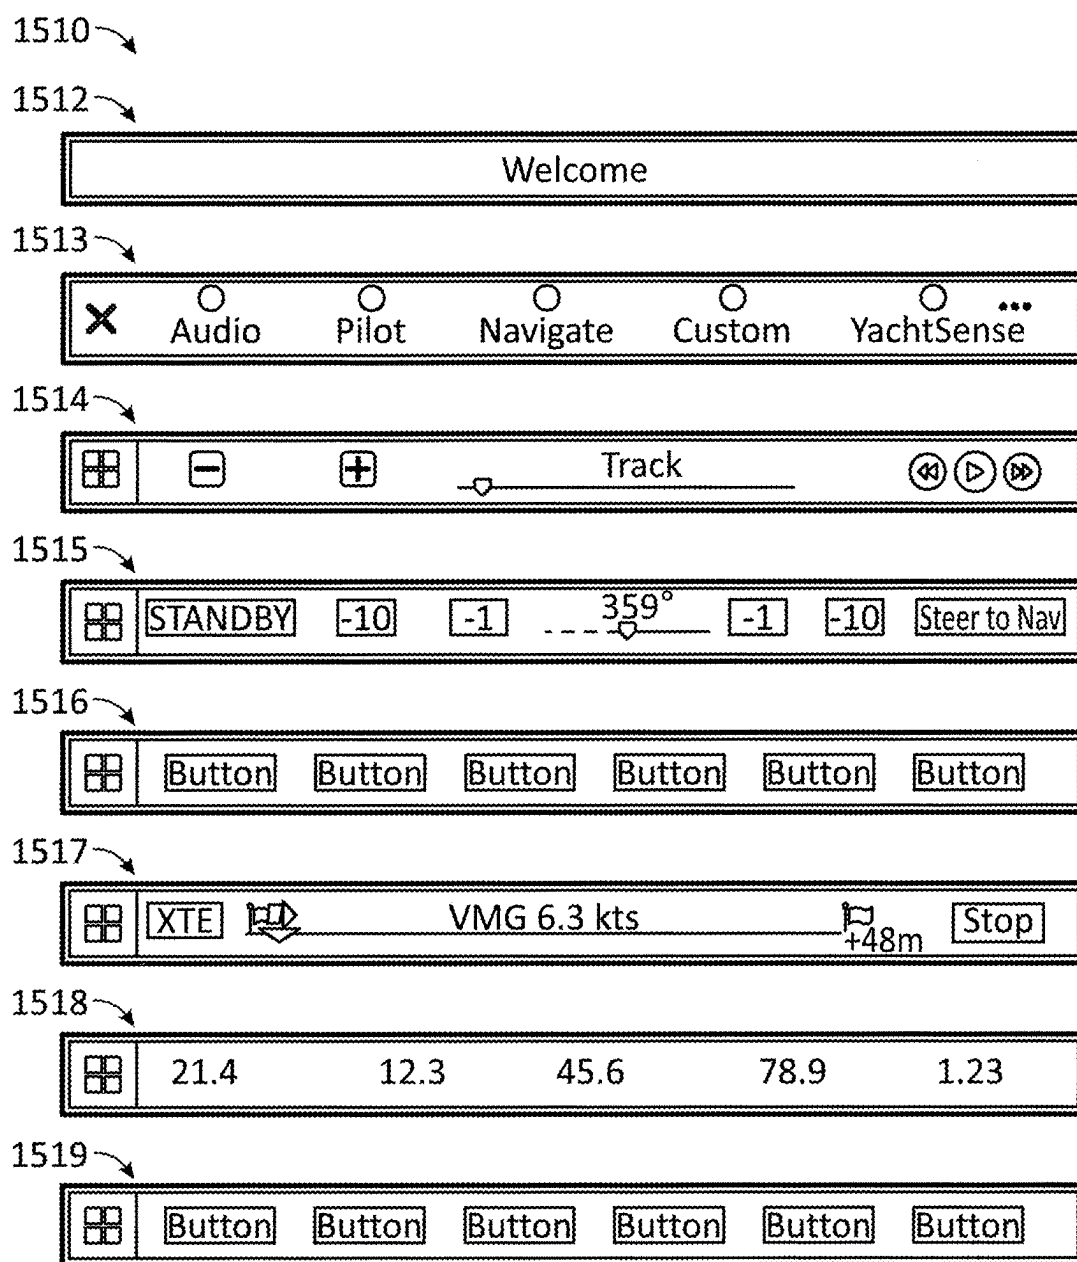 1510
1512
Welcome
1513
Audio Pilot Navigate Custom YachtSense
1514
Track
1515
STANDBY -10 -1 359° -1 -10 Steer to Nav
1516
Button Button Button Button Button Button
1517
XTE VMG 6.3 kts +48m Stop
1518
21.4 12.3 45.6 78.9 1.23
1519
Button Button Button Button Button Button